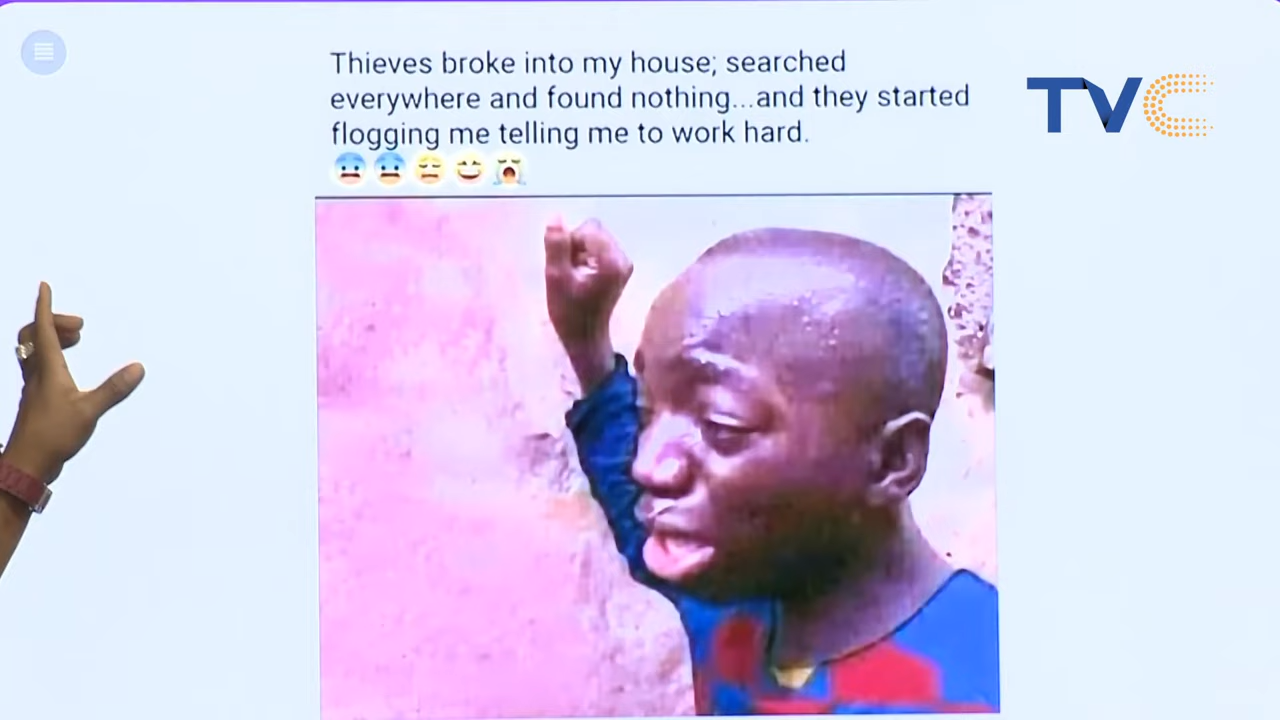 Thieves broke into my house; searched
everywhere and found nothing...and they started
flogging me telling me to work hard.
😨😨😩😄😭
TVC